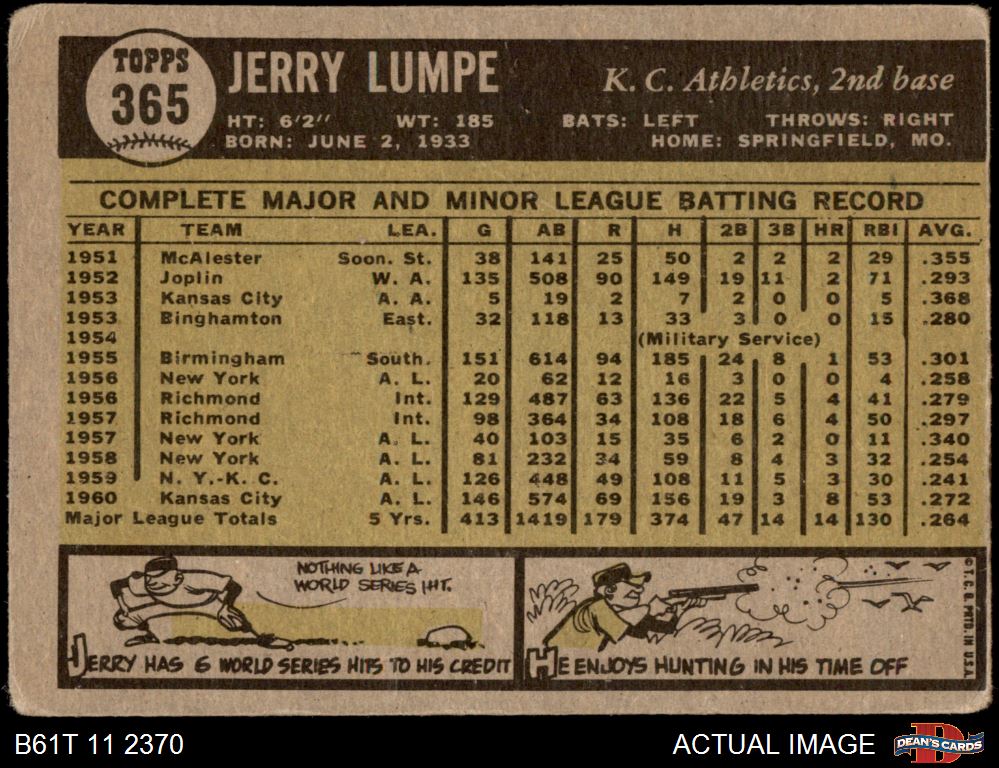 TOPPS
365
JERRY LUMPE
K. C. Athletics, 2nd base
HT: 6'2" WT: 185 BATS: LEFT THROWS: RIGHT
BORN: JUNE 2, 1933 HOME: SPRINGFIELD, MO.
COMPLETE MAJOR AND MINOR LEAGUE BATTING RECORD
YEAR TEAM LEA. G AB R H 2B 3B HR RBI AVG.
1951 McAlester Soon. St. 38 141 25 50 2 2 2 29 .355
1952 Joplin W. A. 135 508 90 149 19 11 2 71 .293
1953 Kansas City A. A. 5 19 2 7 2 0 0 5 .368
1953 Binghamton East. 32 118 13 33 3 0 0 15 .280
1954 (Military Service)
1955 Birmingham South. 151 614 94 185 24 8 1 53 .301
1956 New York A. L. 20 62 12 16 3 0 0 4 .258
1956 Richmond Int. 129 487 63 136 22 5 4 41 .279
1957 Richmond Int. 98 364 34 108 18 6 4 50 .297
1957 New York A. L. 40 103 15 35 6 2 0 11 .340
1958 New York A. L. 81 232 34 59 8 4 3 32 .254
1959 N. Y.-K. C. A. L. 126 448 49 108 11 5 3 30 .241
1960 Kansas City A. L. 146 574 69 156 19 3 8 53 .272
Major League Totals 5 Yrs. 413 1419 179 374 47 14 14 130 .264
NOTHING LIKE A
WORLD SERIES HIT.
JERRY HAS 6 WORLD SERIES HITS TO HIS CREDIT
HE ENJOYS HUNTING IN HIS TIME OFF
© T. C. G. PRTD. IN U.S.A.
B61T 11 2370
ACTUAL IMAGE
D
DEAN'S CARDS